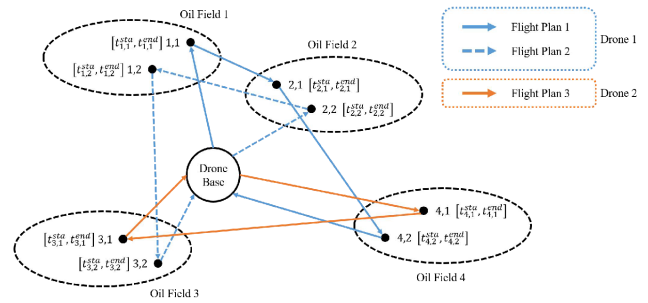 Oil Field 1
[t_{1,1}^{sta}, t_{1,1}^{end}] 1,1
[t_{1,2}^{sta}, t_{1,2}^{end}] 1,2
Oil Field 2
2,1 [t_{2,1}^{sta}, t_{2,1}^{end}]
2,2 [t_{2,2}^{sta}, t_{2,2}^{end}]
Flight Plan 1
Flight Plan 2
Drone 1
Flight Plan 3
Drone 2
Drone
Base
[t_{3,1}^{sta}, t_{3,1}^{end}] 3,1
[t_{3,2}^{sta}, t_{3,2}^{end}] 3,2
Oil Field 3
4,1 [t_{4,1}^{sta}, t_{4,1}^{end}]
4,2 [t_{4,2}^{sta}, t_{4,2}^{end}]
Oil Field 4